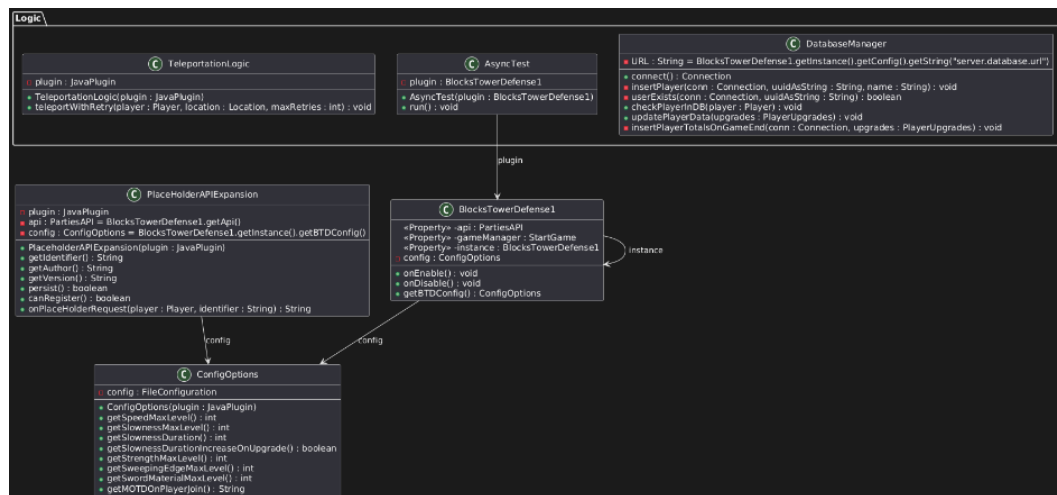 Logic
TeleportationLogic
plugin : JavaPlugin
TeleportationLogic(plugin : JavaPlugin)
teleportWithRetry(player : Player, location : Location, maxRetries : int) : void
AsyncTest
plugin : BlocksTowerDefense1
AsyncTest(plugin : BlocksTowerDefense1)
run() : void
DatabaseManager
URL : String = BlocksTowerDefense1.getInstance().getConfig().getString("server.database.url")
connect() : Connection
insertPlayer(conn : Connection, uuidAsString : String, name : String) : void
userExists(conn : Connection, uuidAsString : String) : boolean
checkPlayerInDB(player : Player) : void
updatePlayerData(upgrades : PlayerUpgrades) : void
insertPlayerTotalsOnGameEnd(conn : Connection, upgrades : PlayerUpgrades) : void
plugin
PlaceHolderAPIExpansion
plugin : JavaPlugin
api : PartiesAPI = BlocksTowerDefense1.getApi()
config : ConfigOptions = BlocksTowerDefense1.getInstance().getBTDConfig()
PlaceholderAPIExpansion(plugin : JavaPlugin)
getIdentifier() : String
getAuthor() : String
getVersion() : String
persist() : boolean
canRegister() : boolean
onPlaceHolderRequest(player : Player, identifier : String) : String
BlocksTowerDefense1
«Property» -api : PartiesAPI
«Property» -gameManager : StartGame
«Property» -instance : BlocksTowerDefense1
config : ConfigOptions
onEnable() : void
onDisable() : void
getBTDConfig() : ConfigOptions
instance
config
config
ConfigOptions
config : FileConfiguration
ConfigOptions(plugin : JavaPlugin)
getSpeedMaxLevel() : int
getSlownessMaxLevel() : int
getSlownessDuration() : int
getSlownessDurationIncreaseOnUpgrade() : boolean
getStrengthMaxLevel() : int
getSweepingEdgeMaxLevel() : int
getSwordMaterialMaxLevel() : int
getMOTDOnPlayerJoin() : String